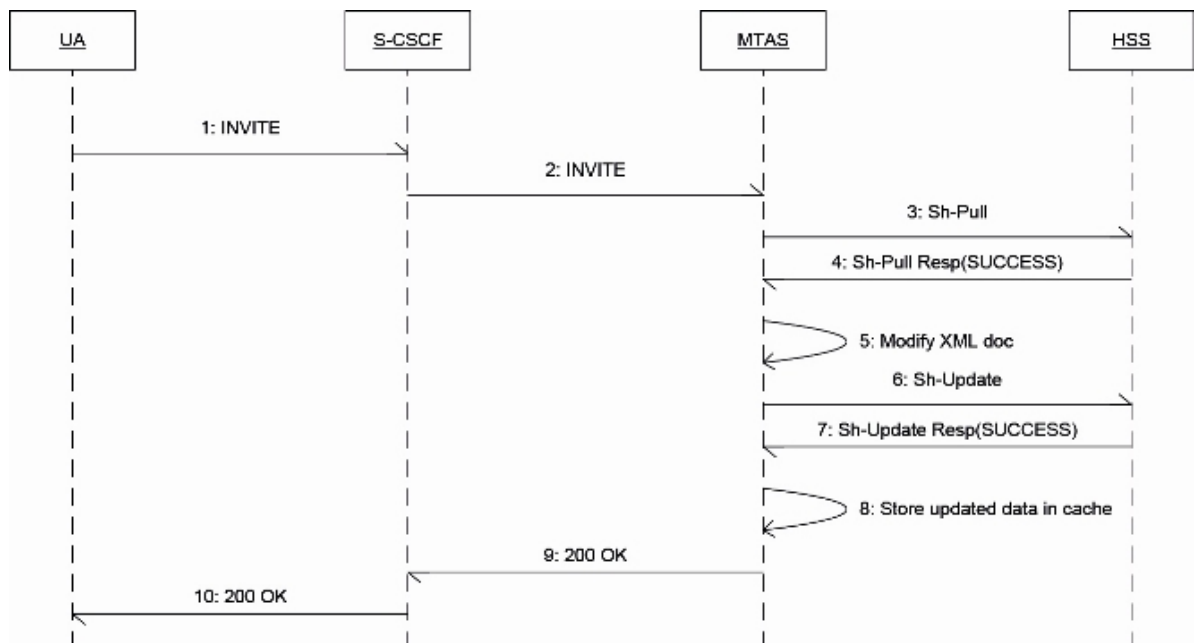 UA
S-CSCF
MTAS
HSS
1: INVITE
2: INVITE
3: Sh-Pull
4: Sh-Pull Resp(SUCCESS)
5: Modify XML doc
6: Sh-Update
7: Sh-Update Resp(SUCCESS)
8: Store updated data in cache
9: 200 OK
10: 200 OK